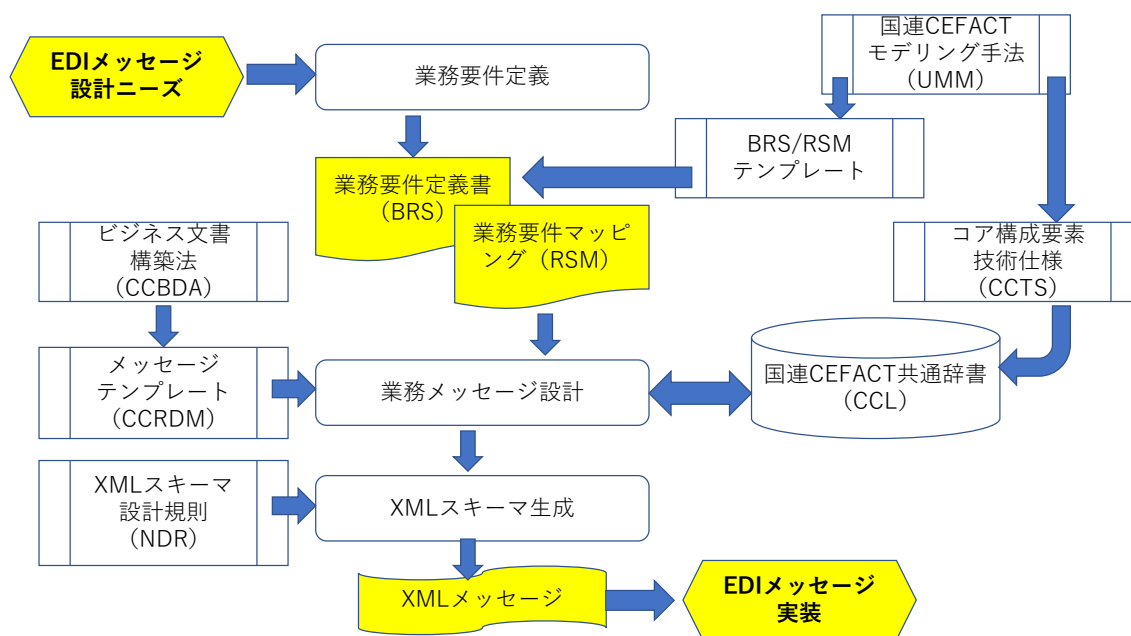 EDIメッセージ
設計ニーズ
業務要件定義
国連CEFACT
モデリング手法
(UMM)
BRS/RSM
テンプレート
業務要件定義書
(BRS)
業務要件マッピ
ング（RSM）
ビジネス文書
構築法
(CCBDA)
コア構成要素
技術仕様
(CCTS)
メッセージ
テンプレート
(CCRDM)
業務メッセージ設計
国連CEFACT共通辞書
(CCL)
XMLスキーマ
設計規則
(NDR)
XMLスキーマ生成
XMLメッセージ
EDIメッセージ
実装